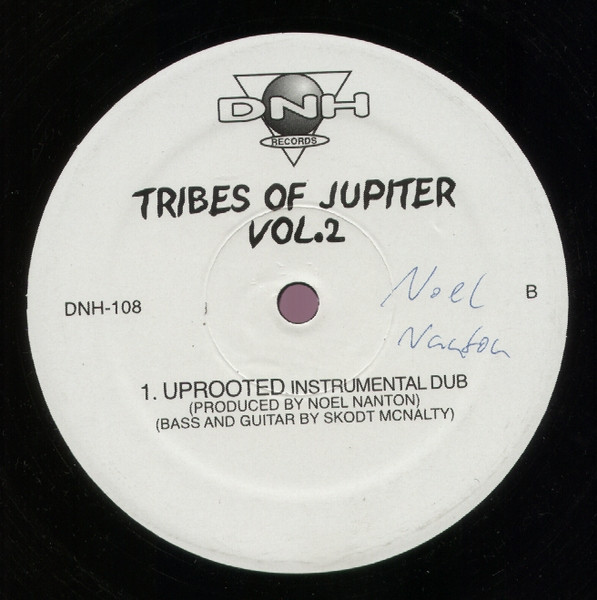 DNH
RECORDS
TRIBES OF JUPITER
VOL.2
Noel
Nanton
DNH-108
B
1. UPROOTED INSTRUMENTAL DUB
(PRODUCED BY NOEL NANTON)
(BASS AND GUITAR BY SKODT MCNALTY)